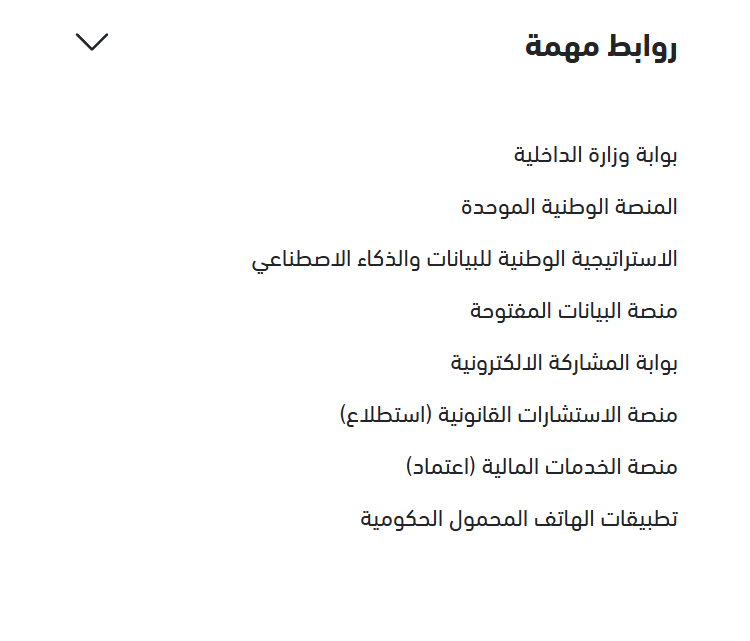 روابط مهمة
بوابة وزارة الداخلية
المنصة الوطنية الموحدة
الاستراتيجية الوطنية للبيانات والذكاء الاصطناعي
منصة البيانات المفتوحة
بوابة المشاركة الالكترونية
منصة الاستشارات القانونية (استطلاع)
منصة الخدمات المالية (اعتماد)
تطبيقات الهاتف المحمول الحكومية